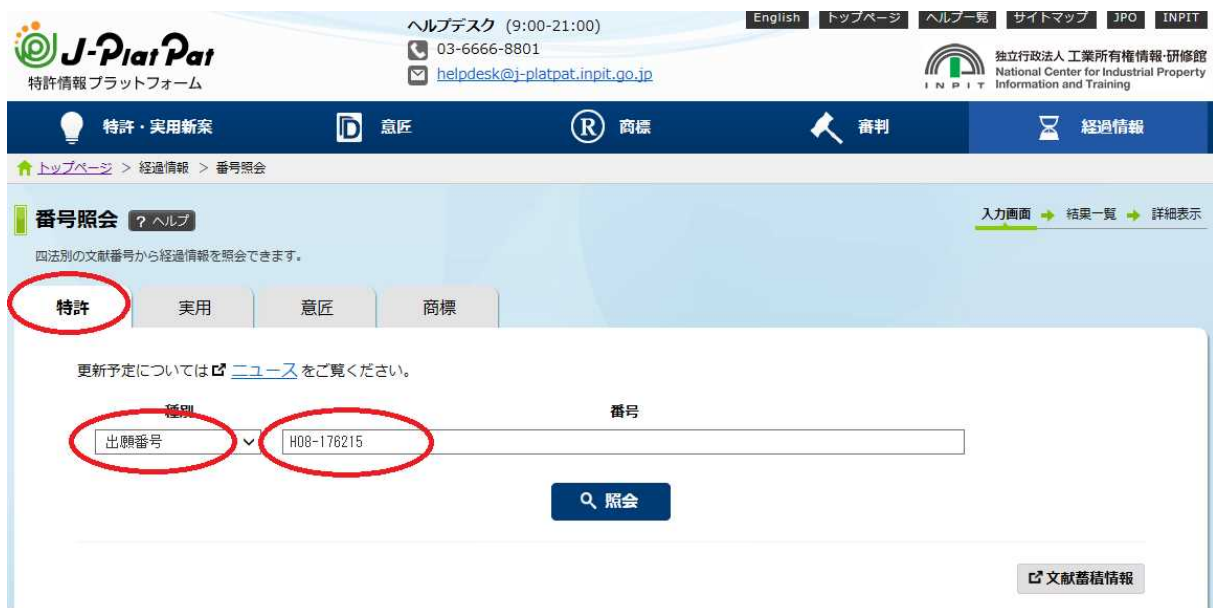 J-PlatPat
特許情報プラットフォーム
ヘルプデスク (9:00-21:00)
03-6666-8801
helpdesk@j-platpat.inpit.go.jp
English トップページ ヘルプ一覧 サイトマップ JPO INPIT
INPIT
独立行政法人 工業所有権情報・研修館
National Center for Industrial Property
Information and Training
特許・実用新案 D 意匠 R 商標 審判 経過情報
トップページ > 経過情報 > 番号照会
番号照会 ? ヘルプ
入力画面 結果一覧 詳細表示
四法別の文献番号から経過情報を照会できます。
特許 実用 意匠 商標
更新予定については ニュース をご覧ください。
種別 番号
出願番号 H08-176215
照会
文献蓄積情報